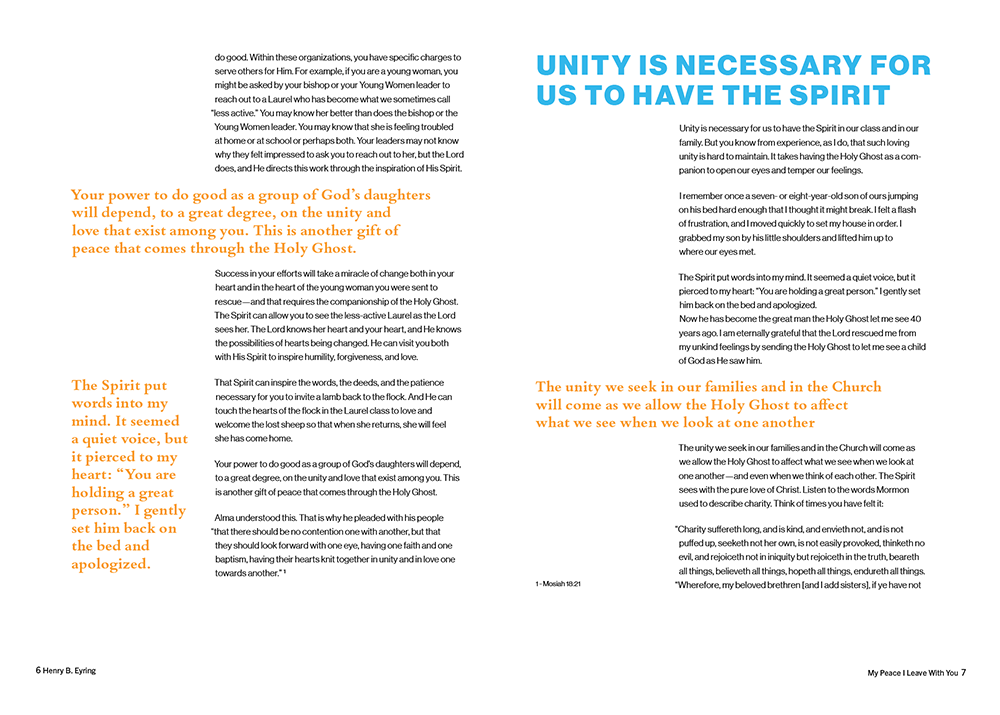 do good. Within these organizations, you have specific charges to
serve others for Him. For example, if you are a young woman, you
might be asked by your bishop or your Young Women leader to
reach out to a Laurel who has become what we sometimes call
“less active.” You may know her better than does the bishop or the
Young Women leader. You may know that she is feeling troubled
at home or at school or perhaps both. Your leaders may not know
why they felt impressed to ask you to reach out to her, but the Lord
does, and He directs this work through the inspiration of His Spirit.
Your power to do good as a group of God’s daughters
will depend, to a great degree, on the unity and
love that exist among you. This is another gift of
peace that comes through the Holy Ghost.
Success in your efforts will take a miracle of change both in your
heart and in the heart of the young woman you were sent to
rescue—and that requires the companionship of the Holy Ghost.
The Spirit can allow you to see the less-active Laurel as the Lord
sees her. The Lord knows her heart and your heart, and He knows
the possibilities of hearts being changed. He can visit you both
with His Spirit to inspire humility, forgiveness, and love.
The Spirit put
words into my
mind. It seemed
a quiet voice, but
it pierced to my
heart: “You are
holding a great
person.” I gently
set him back on
the bed and
apologized.
That Spirit can inspire the words, the deeds, and the patience
necessary for you to invite a lamb back to the flock. And He can
touch the hearts of the flock in the Laurel class to love and
welcome the lost sheep so that when she returns, she will feel
she has come home.
Your power to do good as a group of God’s daughters will depend,
to a great degree, on the unity and love that exist among you. This
is another gift of peace that comes through the Holy Ghost.
Alma understood this. That is why he pleaded with his people
“that there should be no contention one with another, but that
they should look forward with one eye, having one faith and one
baptism, having their hearts knit together in unity and in love one
towards another.” 1
6 Henry B. Eyring
UNITY IS NECESSARY FOR
US TO HAVE THE SPIRIT
Unity is necessary for us to have the Spirit in our class and in our
family. But you know from experience, as I do, that such loving
unity is hard to maintain. It takes having the Holy Ghost as a com-
panion to open our eyes and temper our feelings.
I remember once a seven- or eight-year-old son of ours jumping
on his bed hard enough that I thought it might break. I felt a flash
of frustration, and I moved quickly to set my house in order. I
grabbed my son by his little shoulders and lifted him up to
where our eyes met.
The Spirit put words into my mind. It seemed a quiet voice, but it
pierced to my heart: “You are holding a great person.” I gently set
him back on the bed and apologized.
Now he has become the great man the Holy Ghost let me see 40
years ago. I am eternally grateful that the Lord rescued me from
my unkind feelings by sending the Holy Ghost to let me see a child
of God as He saw him.
The unity we seek in our families and in the Church
will come as we allow the Holy Ghost to affect
what we see when we look at one another
The unity we seek in our families and in the Church will come as
we allow the Holy Ghost to affect what we see when we look at
one another—and even when we think of each other. The Spirit
sees with the pure love of Christ. Listen to the words Mormon
used to describe charity. Think of times you have felt it:
“Charity suffereth long, and is kind, and envieth not, and is not
puffed up, seeketh not her own, is not easily provoked, thinketh no
evil, and rejoiceth not in iniquity but rejoiceth in the truth, beareth
all things, believeth all things, hopeth all things, endureth all things.
“Wherefore, my beloved brethren [and I add sisters], if ye have not
1 - Mosiah 18:21
My Peace I Leave With You 7